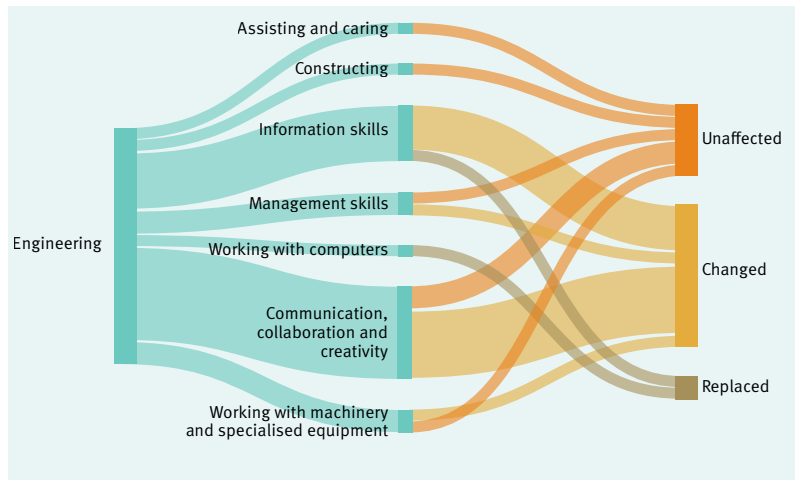 Assisting and caring
Constructing
Information skills
Management skills
Engineering
Working with computers
Communication,
collaboration and
creativity
Working with machinery
and specialised equipment
Unaffected
Changed
Replaced